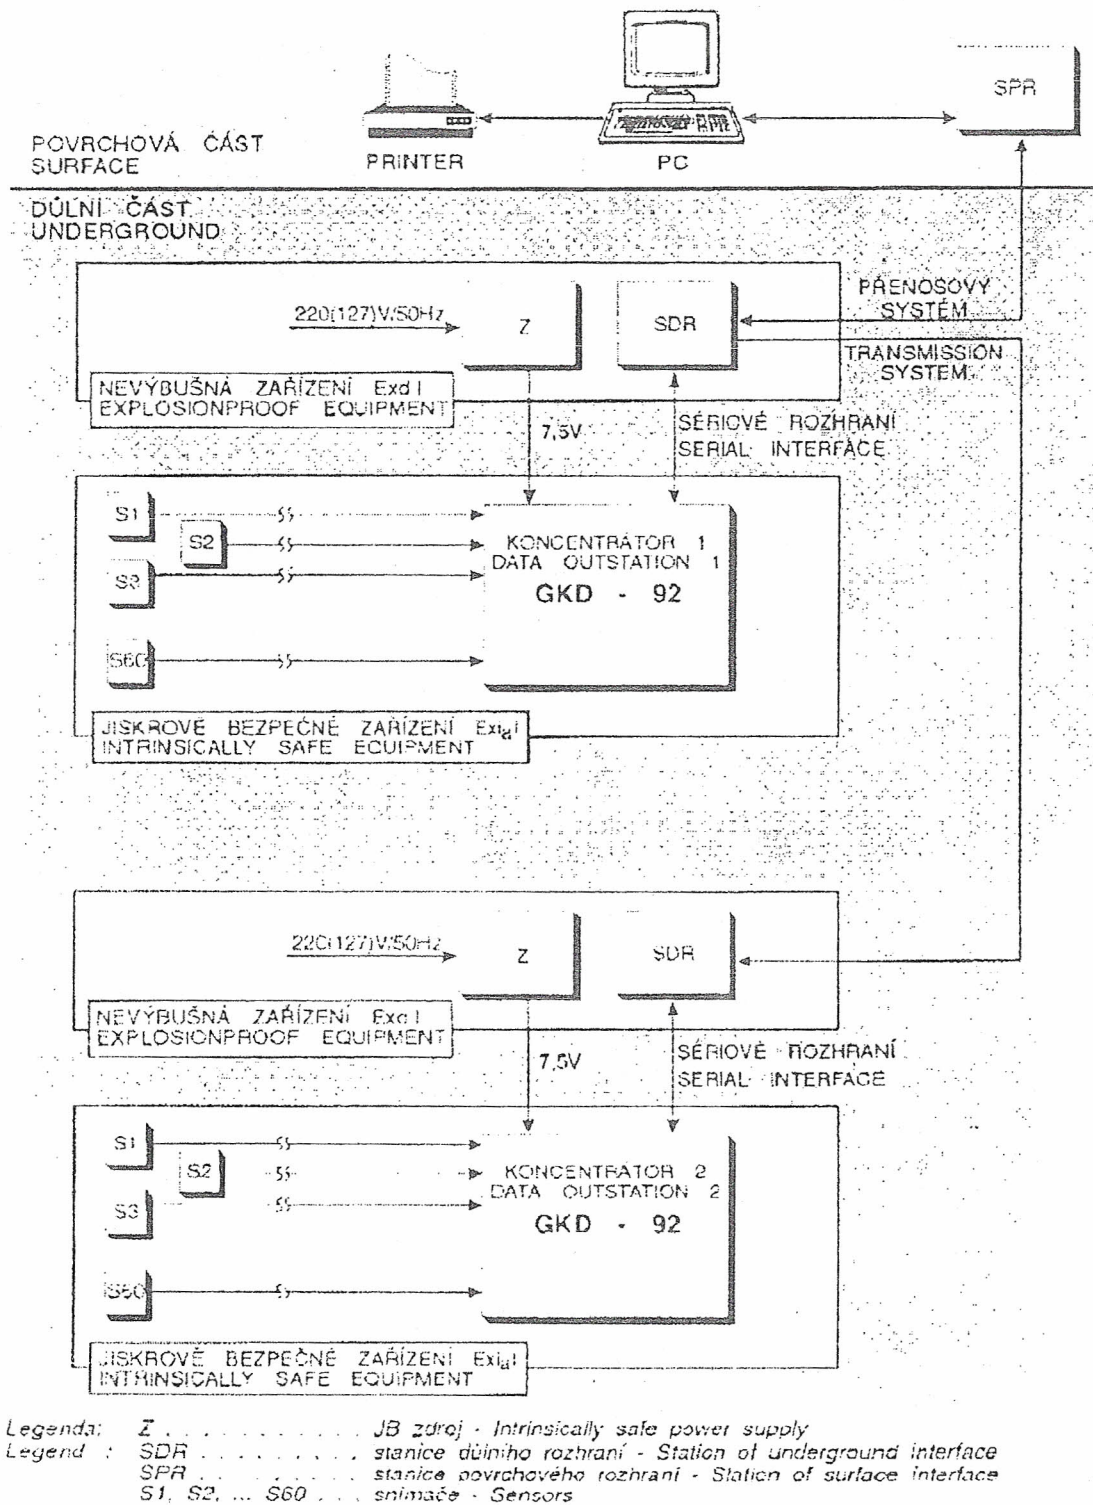 SPR
POVRCHOVÁ ČÁST
SURFACE
PRINTER
PC
DŮLNÍ ČÁST
UNDERGROUND
220(127)V/50Hz
Z
SDR
PŘENOSOVÝ
SYSTÉM
TRANSMISSION
SYSTEM
NEVÝBUŠNÁ ZAŘÍZENÍ Exd I
EXPLOSIONPROOF EQUIPMENT
7,5V
SÉRIOVÉ ROZHRANÍ
SERIAL INTERFACE
S1
S2
S3
S60
KONCENTRÁTOR 1
DATA OUTSTATION 1
GKD - 92
JISKROVĚ BEZPEČNÉ ZAŘÍZENÍ Exi_aI
INTRINSICALLY SAFE EQUIPMENT
220(127)V/50Hz
Z
SDR
NEVÝBUŠNÁ ZAŘÍZENÍ Exd I
EXPLOSIONPROOF EQUIPMENT
7,5V
SÉRIOVÉ ROZHRANÍ
SERIAL INTERFACE
S1
S2
S3
S60
KONCENTRÁTOR 2
DATA OUTSTATION 2
GKD - 92
JISKROVĚ BEZPEČNÉ ZAŘÍZENÍ Exi_aI
INTRINSICALLY SAFE EQUIPMENT
Legenda: Z . . . . . . . . . . . JB zdroj - Intrinsically safe power supply
Legend : SDR . . . . . . . . . stanice důlního rozhraní - Station of underground interface
SPR . . . . . . . . . stanice povrchového rozhraní - Station of surface interface
S1, S2, ... S60 . . . snímače - Sensors